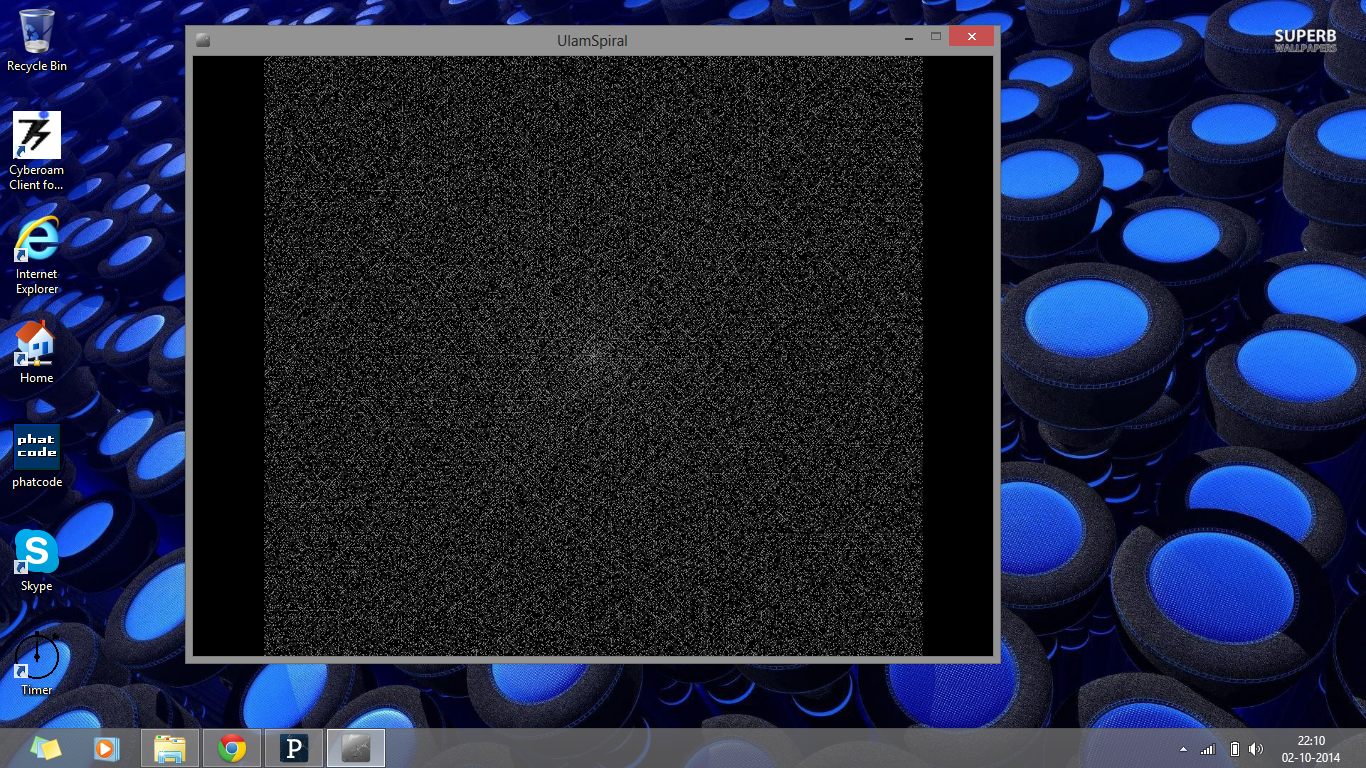 Recycle Bin
Cyberoam
Client fo...
Internet
Explorer
Home
phat
code
phatcode
S
Skype
Timer
UlamSpiral
SUPERB
WALLPAPERS
P
22:10
02-10-2014